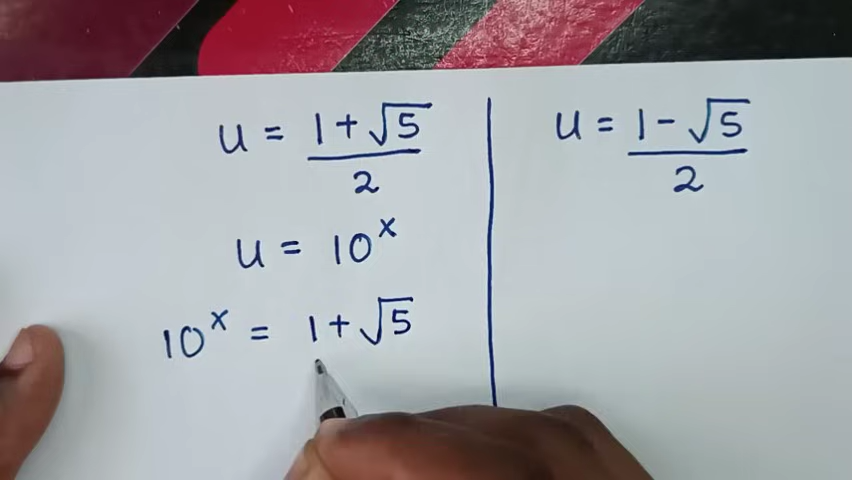 u = (1 + √5) / 2
u = 10^x
10^x = 1 + √5
u = (1 - √5) / 2